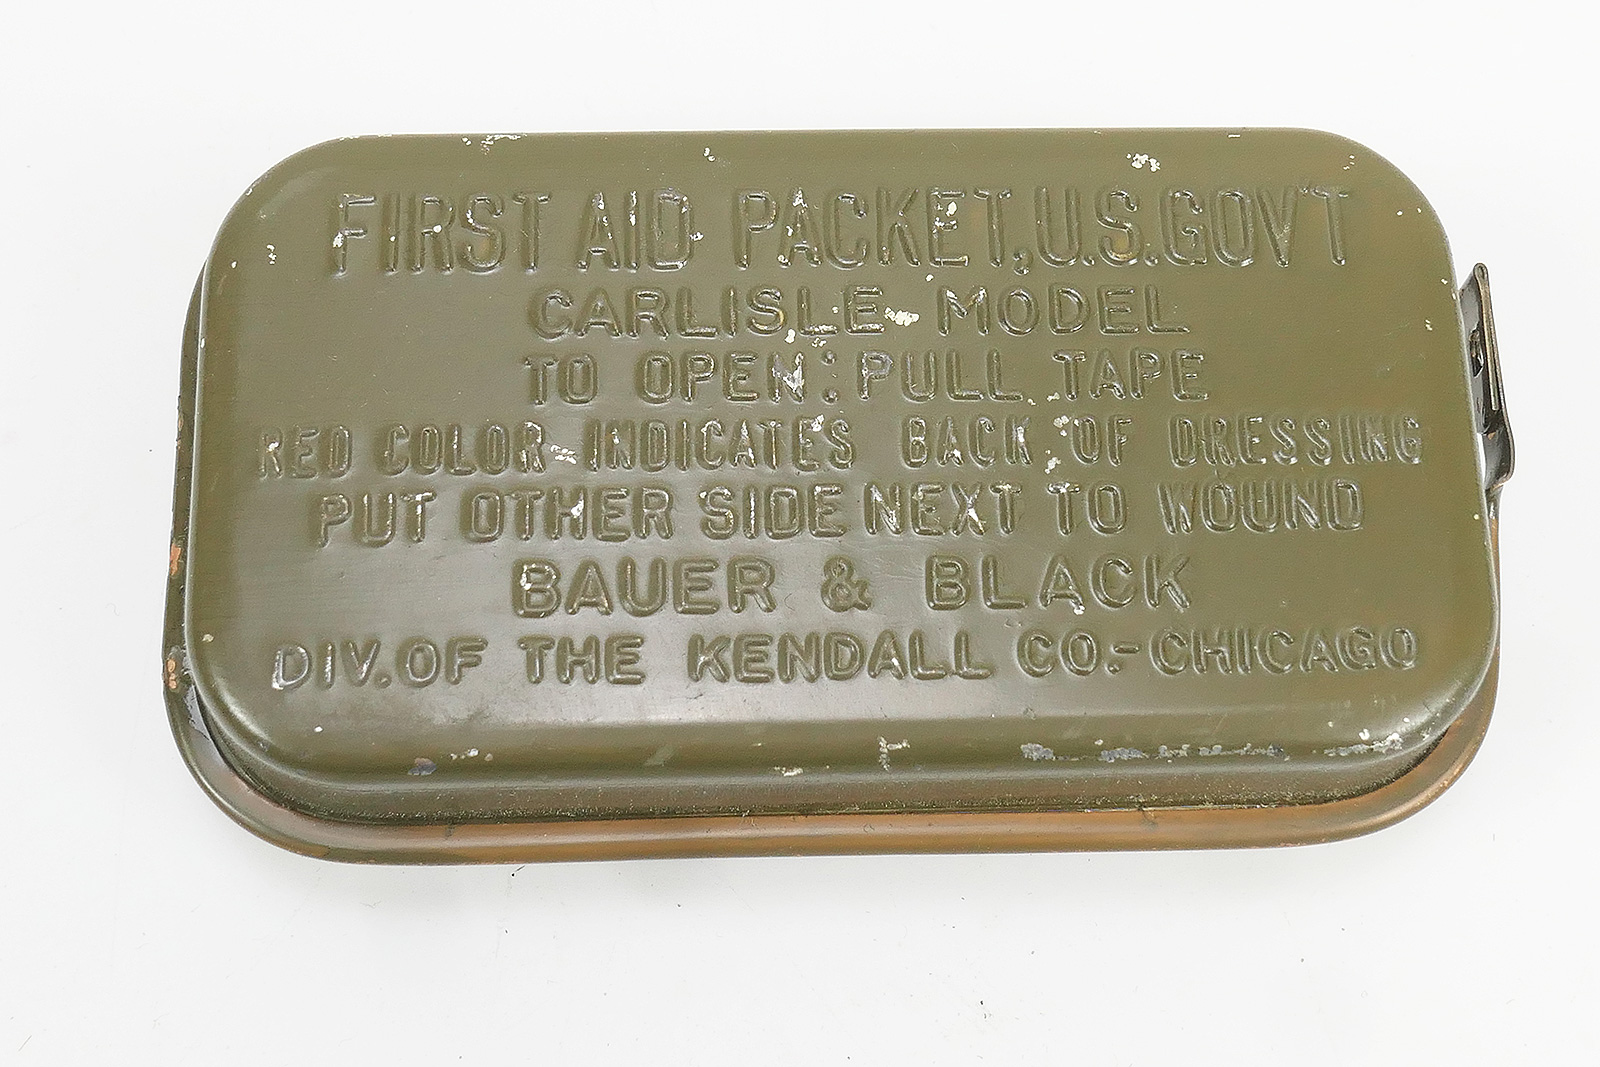 FIRST AID PACKET, U.S. GOV'T
CARLISLE MODEL
TO OPEN: PULL TAPE
RED COLOR INDICATES BACK OF DRESSING
PUT OTHER SIDE NEXT TO WOUND
BAUER & BLACK
DIV. OF THE KENDALL CO.-CHICAGO